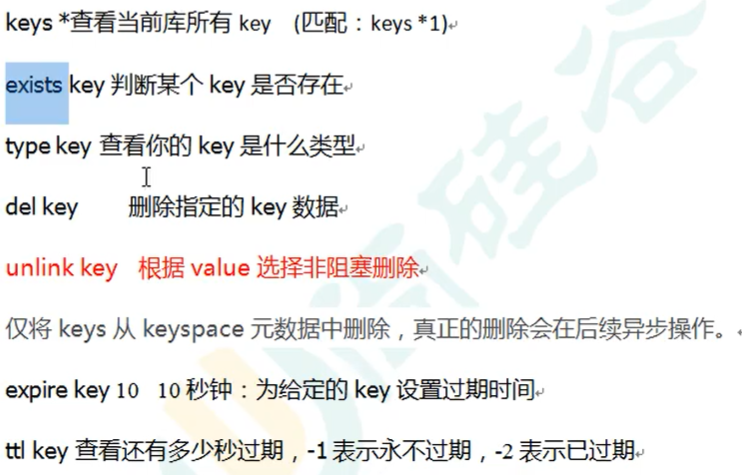 keys *查看当前库所有 key (匹配：keys *1)
exists key 判断某个 key 是否存在
type key 查看你的 key 是什么类型
del key 删除指定的 key 数据
unlink key 根据 value 选择非阻塞删除
仅将 keys 从 keyspace 元数据中删除，真正的删除会在后续异步操作。
expire key 10 10 秒钟：为给定的 key 设置过期时间
ttl key 查看还有多少秒过期，-1 表示永不过期，-2 表示已过期
尚硅谷